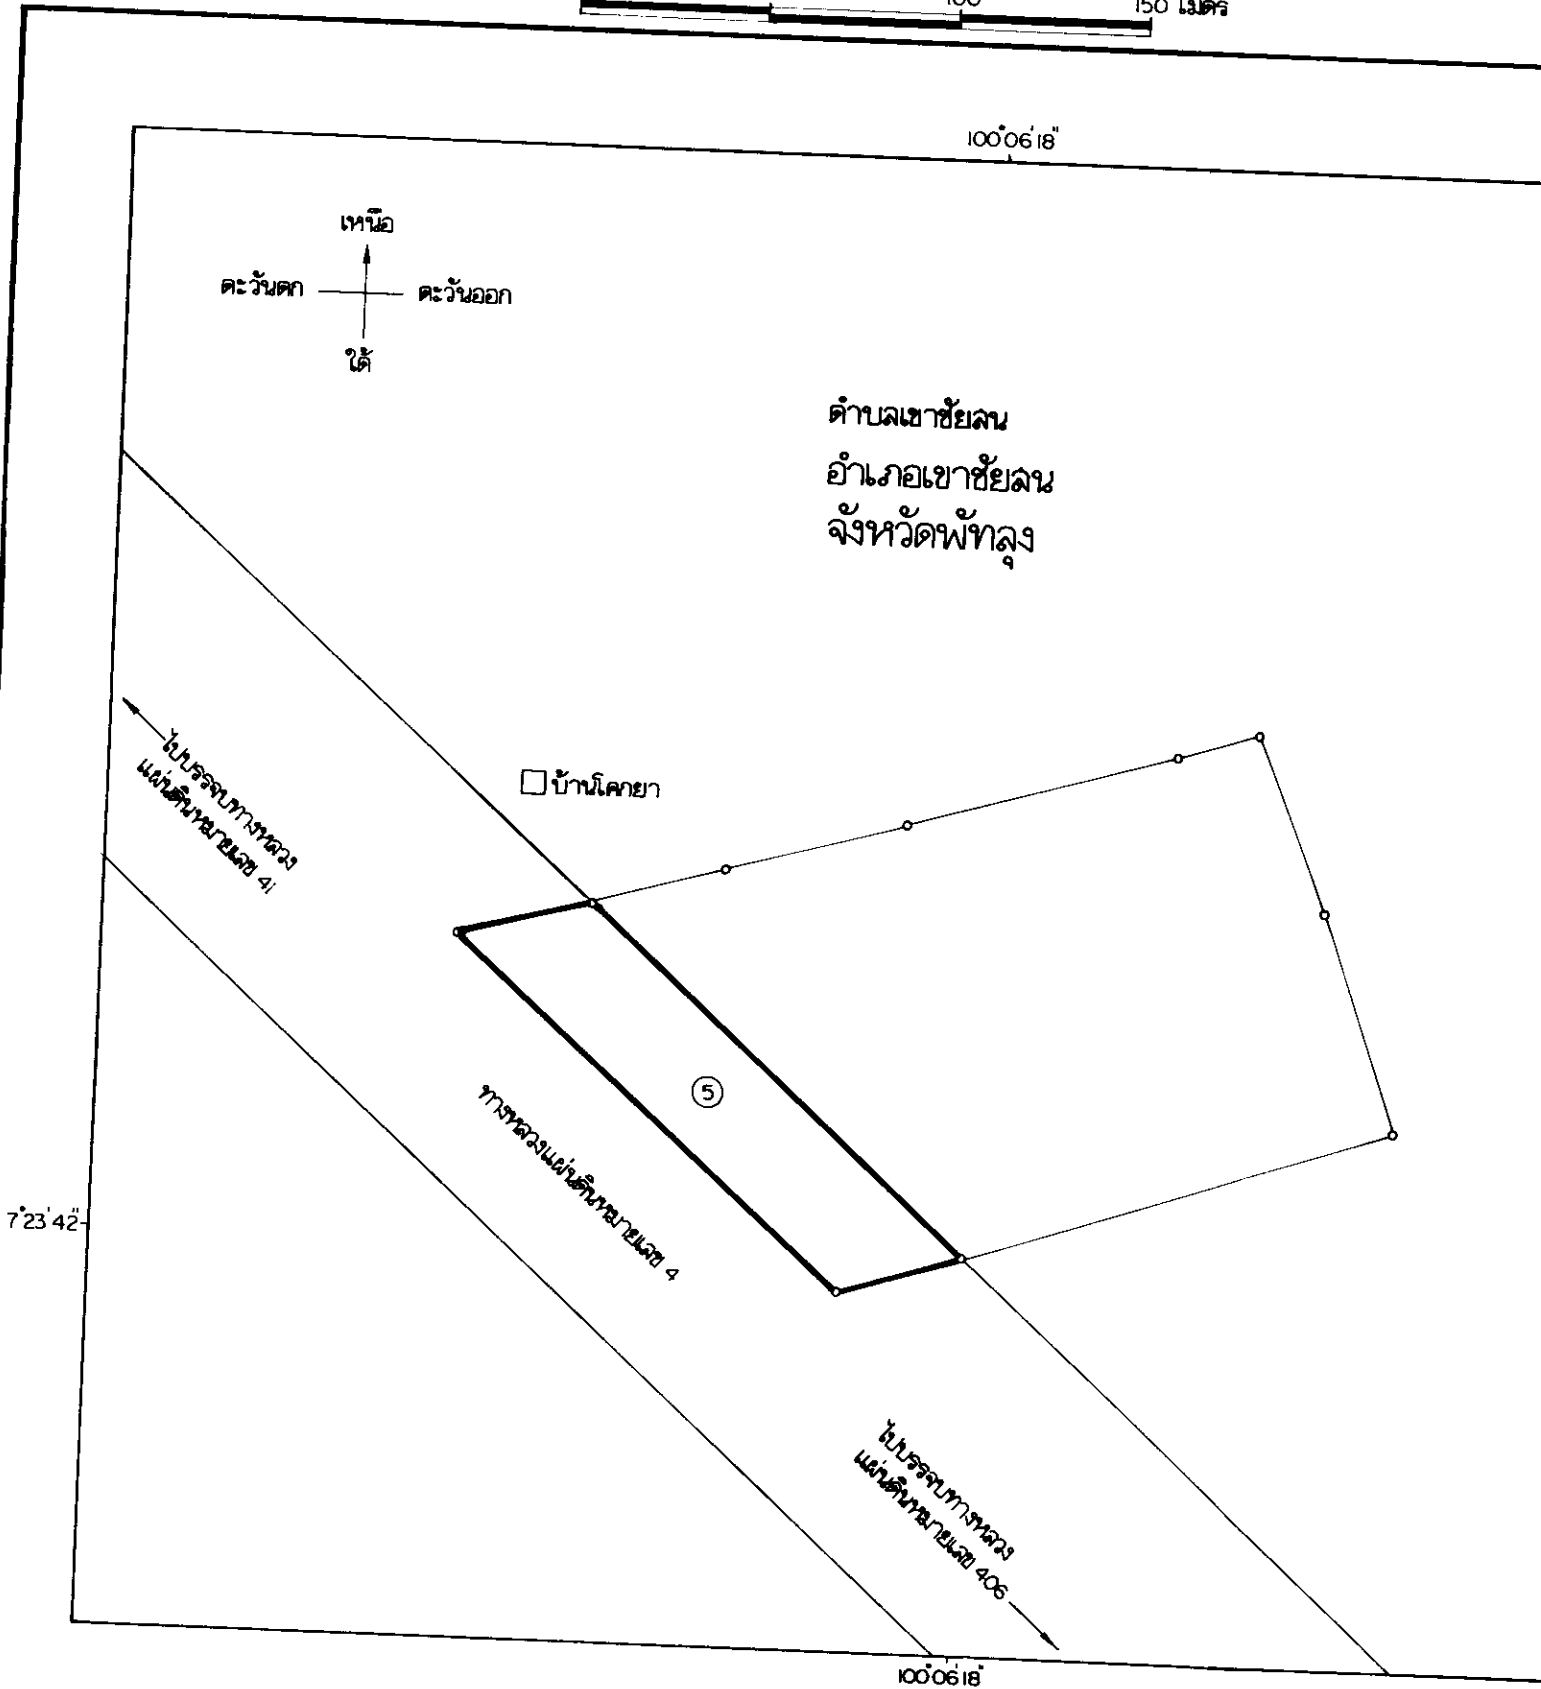 100
150 เมตร
100°06'18"
เหนือ
ตะวันตก
ตะวันออก
ใต้
ตำบลเขาชัยสน
อำเภอเขาชัยสน
จังหวัดพัทลุง
ไปบรรจบทางหลวง
แผ่นดินหมายเลข 41
บ้านโคกยา
5
ทางหลวงแผ่นดินหมายเลข 4
7°23'42"
ไปบรรจบทางหลวง
แผ่นดินหมายเลข 406
100°06'18"